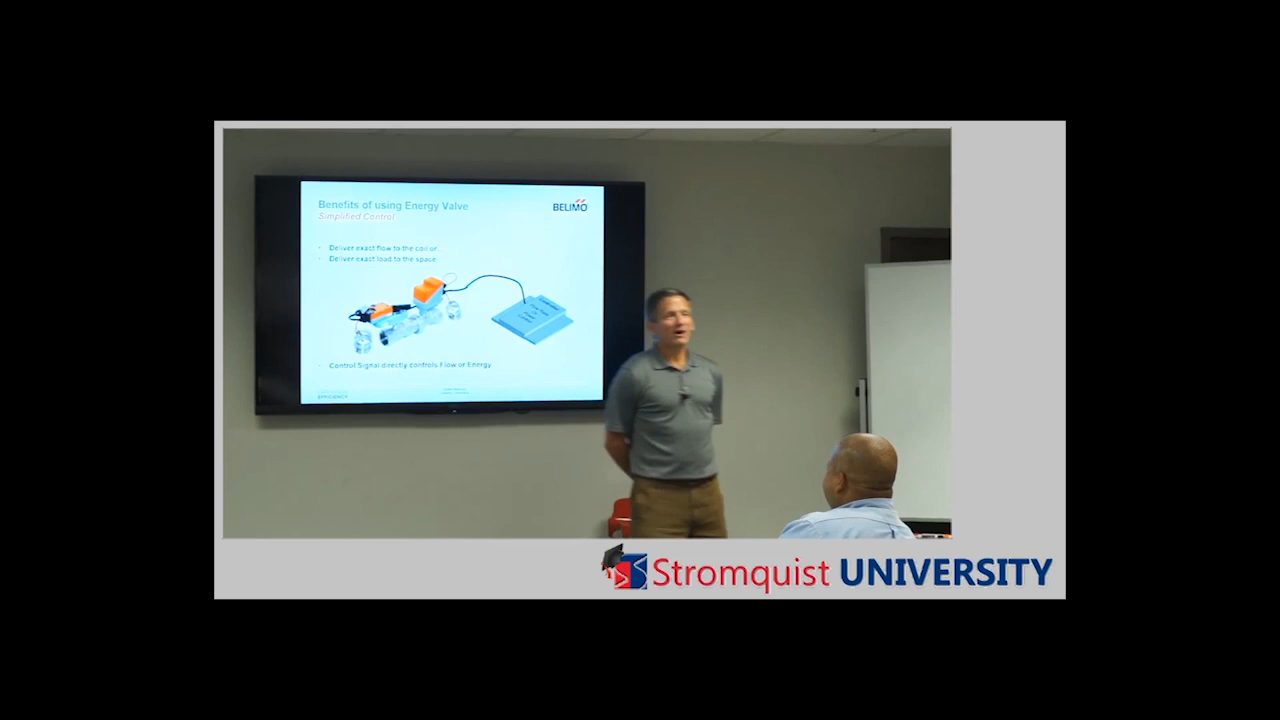 Benefits of using Energy Valve
Simplified Control
BELIMO
Deliver exact flow to the coil or...
Deliver exact load to the space
Control Signal directly controls Flow or Energy
EFFICIENCY
Stromquist UNIVERSITY